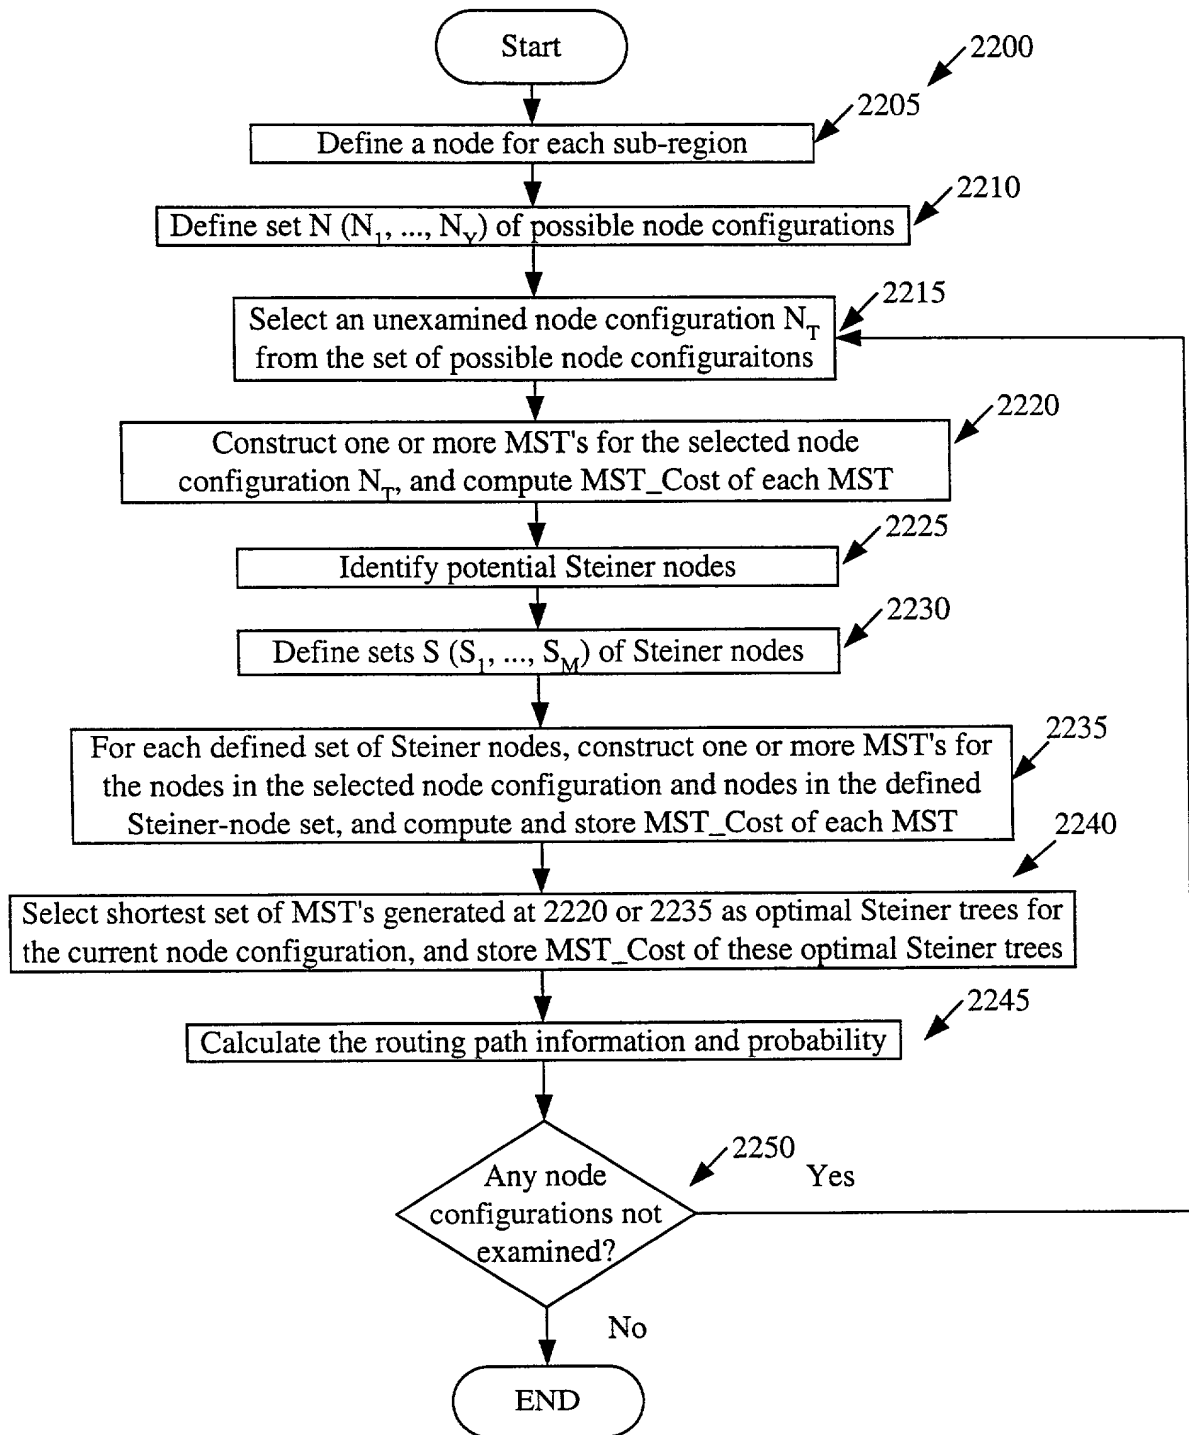 Start
2200
2205
Define a node for each sub-region
2210
Define set N (N₁, ..., Nᵧ) of possible node configurations
2215
Select an unexamined node configuration N_T
from the set of possible node configuraitons
2220
Construct one or more MST's for the selected node
configuration N_T, and compute MST_Cost of each MST
2225
Identify potential Steiner nodes
2230
Define sets S (S₁, ..., S_M) of Steiner nodes
2235
For each defined set of Steiner nodes, construct one or more MST's for
the nodes in the selected node configuration and nodes in the defined
Steiner-node set, and compute and store MST_Cost of each MST
2240
Select shortest set of MST's generated at 2220 or 2235 as optimal Steiner trees for
the current node configuration, and store MST_Cost of these optimal Steiner trees
2245
Calculate the routing path information and probability
2250
Any node
configurations not
examined?
Yes
No
END